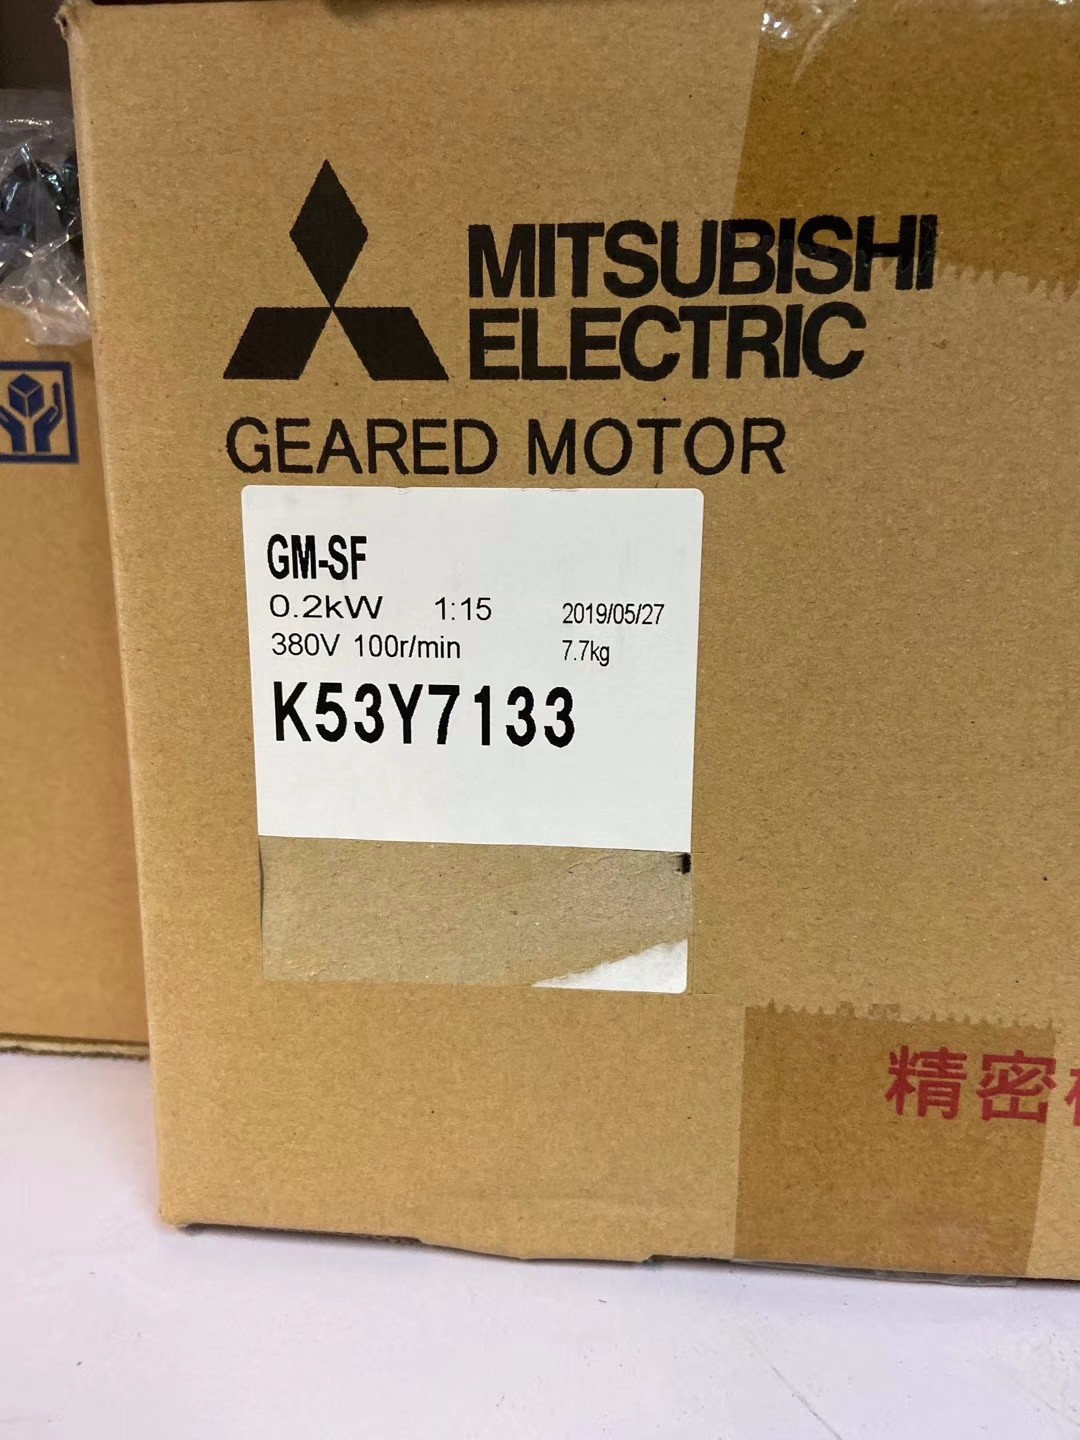 MITSUBISHI
ELECTRIC
GEARED MOTOR
GM-SF
0.2kW 1:15 2019/05/27
380V 100r/min 7.7kg
K53Y7133
精密